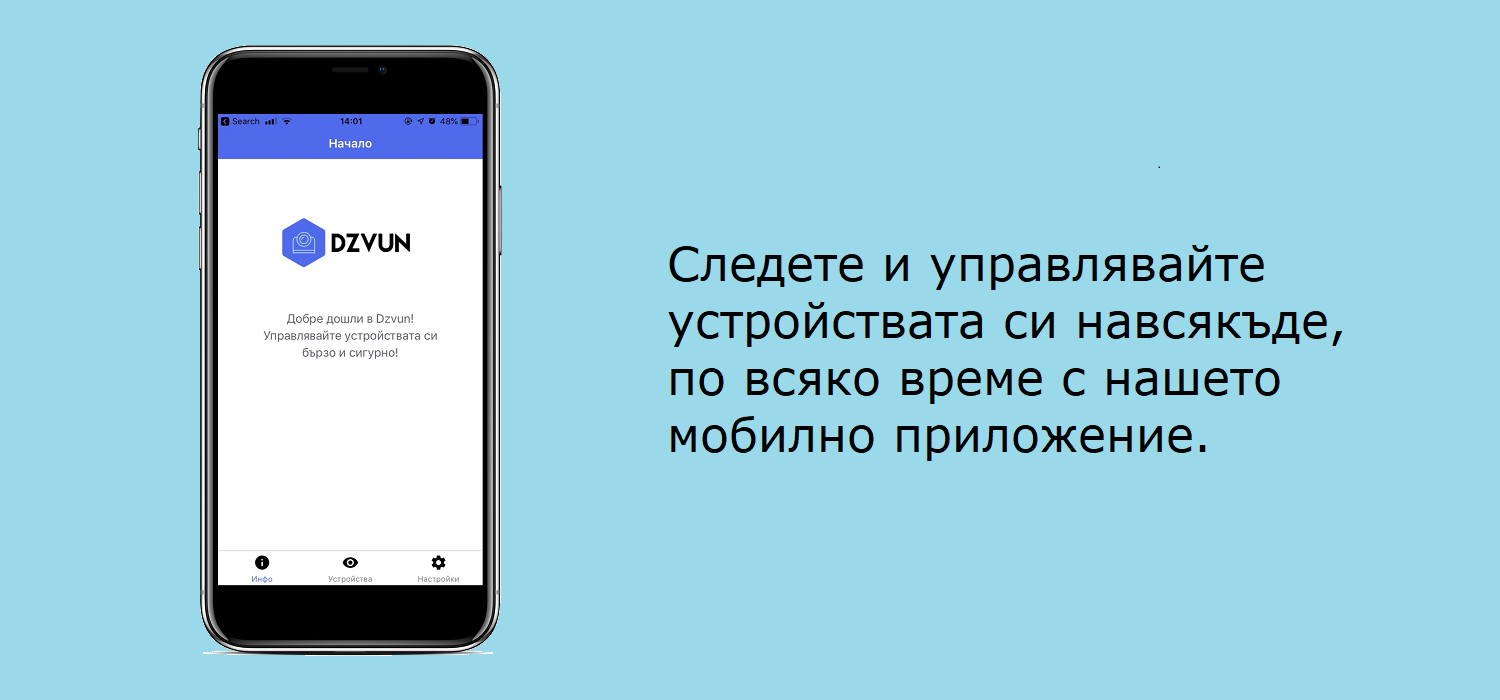 Search 14:01 48%
Начало
DZVUN
Добре дошли в Dzvun!
Управлявайте устройствата си
бързо и сигурно!
Инфо Устройства Настройки
Следете и управлявайте
устройствата си навсякъде,
по всяко време с нашето
мобилно приложение.